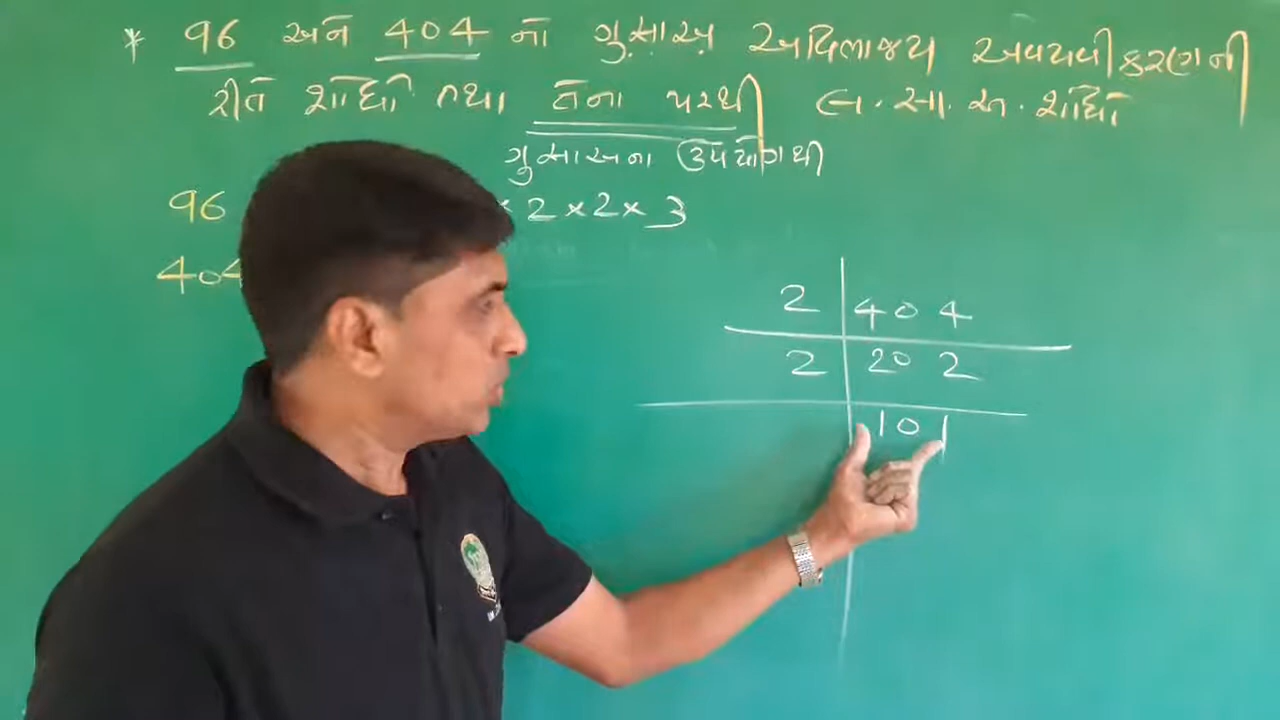 * 96 અને 404 ના ગુ.સા.અ. અવિભાજ્ય અવયવીકરણની
રીતે શોધો તથા તેના પરથી લ.સા.અ. શોધો
ગુસાઅના ઉપયોગથી
96 × 2 × 2 × 3
404
2 404
2 202
101